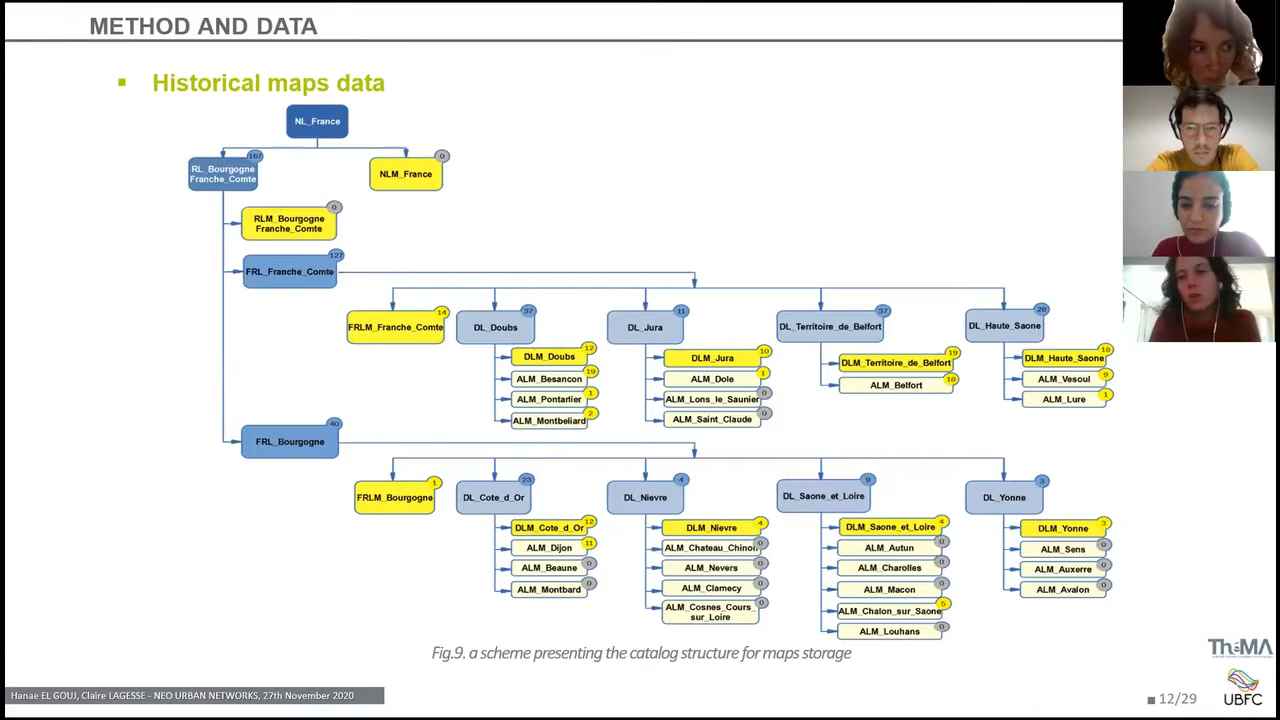 METHOD AND DATA
Historical maps data
NL_France
RL_Bourgogne
Franche_Comte
167
NLM_France
0
RLM_Bourgogne
Franche_Comte
0
FRL_Franche_Comte
127
FRLM_Franche_Comte
14
DL_Doubs
37
DL_Jura
11
DL_Territoire_de_Belfort
37
DL_Haute_Saone
28
DLM_Doubs
12
ALM_Besancon
19
ALM_Pontarlier
1
ALM_Montbeliard
2
DLM_Jura
10
ALM_Dole
1
ALM_Lons_le_Saunier
0
ALM_Saint_Claude
0
DLM_Territoire_de_Belfort
19
ALM_Belfort
18
DLM_Haute_Saone
18
ALM_Vesoul
9
ALM_Lure
1
FRL_Bourgogne
40
FRLM_Bourgogne
1
DL_Cote_d_Or
23
DL_Nievre
4
DL_Saone_et_Loire
9
DL_Yonne
3
DLM_Cote_d_Or
12
ALM_Dijon
11
ALM_Beaune
0
ALM_Montbard
0
DLM_Nievre
4
ALM_Chateau_Chinon
0
ALM_Nevers
0
ALM_Clamecy
0
ALM_Cosnes_Cours_
sur_Loire
0
DLM_Saone_et_Loire
4
ALM_Autun
0
ALM_Charolles
0
ALM_Macon
0
ALM_Chalon_sur_Saone
5
ALM_Louhans
0
DLM_Yonne
3
ALM_Sens
0
ALM_Auxerre
0
ALM_Avalon
0
Fig.9. a scheme presenting the catalog structure for maps storage
Hanae EL GOUJ, Claire LAGESSE - NEO URBAN NETWORKS, 27th November 2020
12/29
ThéMA
UBFC